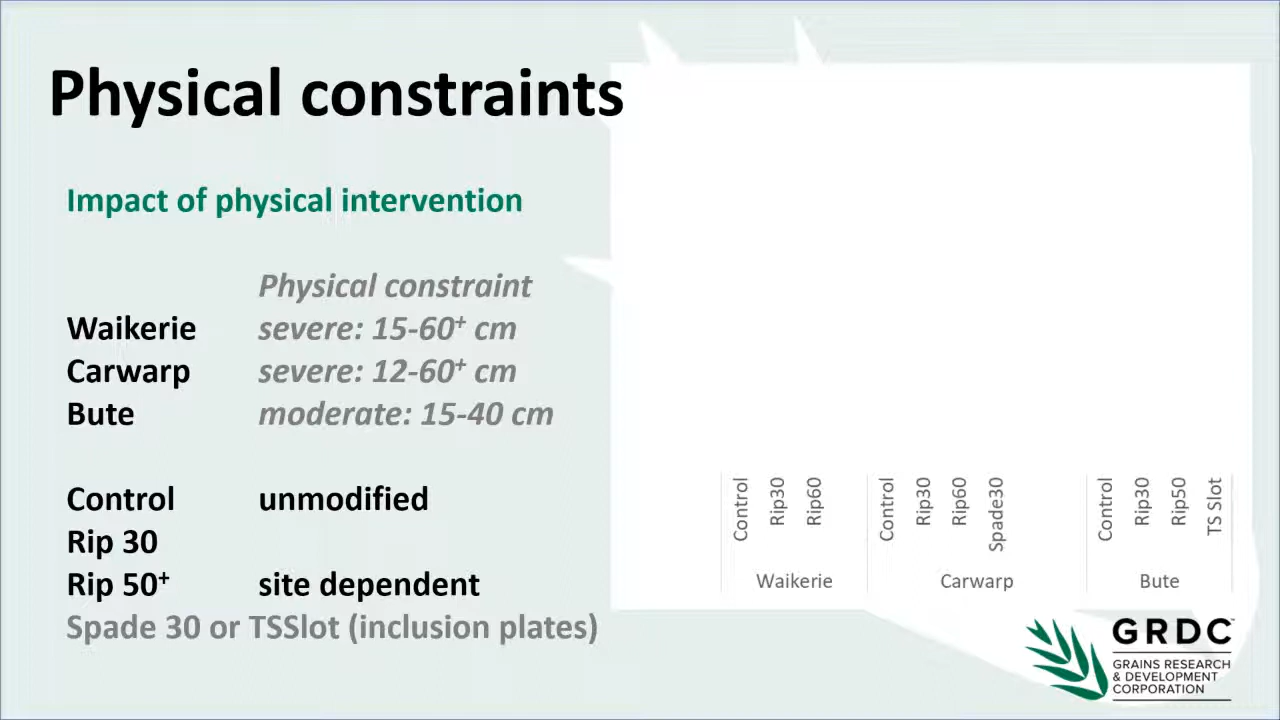 Physical constraints
Impact of physical intervention
Physical constraint
Waikerie severe: 15-60+ cm
Carwarp severe: 12-60+ cm
Bute moderate: 15-40 cm
Control unmodified
Rip 30
Rip 50+ site dependent
Spade 30 or TSSlot (inclusion plates)
Control Rip30 Rip60 Control Rip30 Rip60 Spade30 Control Rip30 Rip50 TS Slot
Waikerie Carwarp Bute
GRDC™
GRAINS RESEARCH
& DEVELOPMENT
CORPORATION